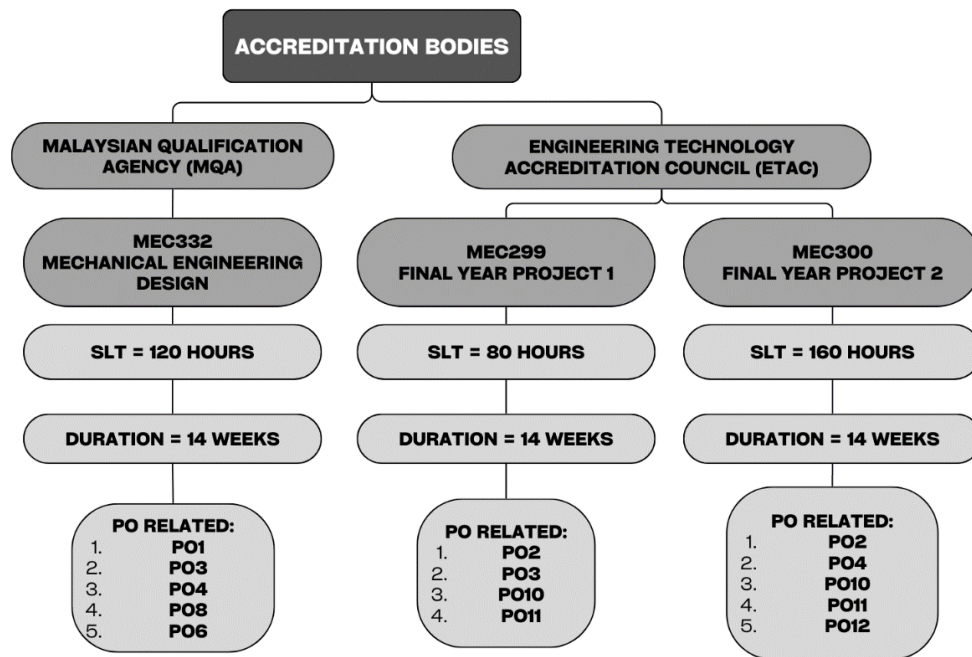 ACCREDITATION BODIES
MALAYSIAN QUALIFICATION
AGENCY (MQA)
ENGINEERING TECHNOLOGY
ACCREDITATION COUNCIL (ETAC)
MEC332
MECHANICAL ENGINEERING
DESIGN
MEC299
FINAL YEAR PROJECT 1
MEC300
FINAL YEAR PROJECT 2
SLT = 120 HOURS
SLT = 80 HOURS
SLT = 160 HOURS
DURATION = 14 WEEKS
DURATION = 14 WEEKS
DURATION = 14 WEEKS
PO RELATED:
1. PO1
2. PO3
3. PO4
4. PO8
5. PO6
PO RELATED:
1. PO2
2. PO3
3. PO10
4. PO11
PO RELATED:
1. PO2
2. PO4
3. PO10
4. PO11
5. PO12